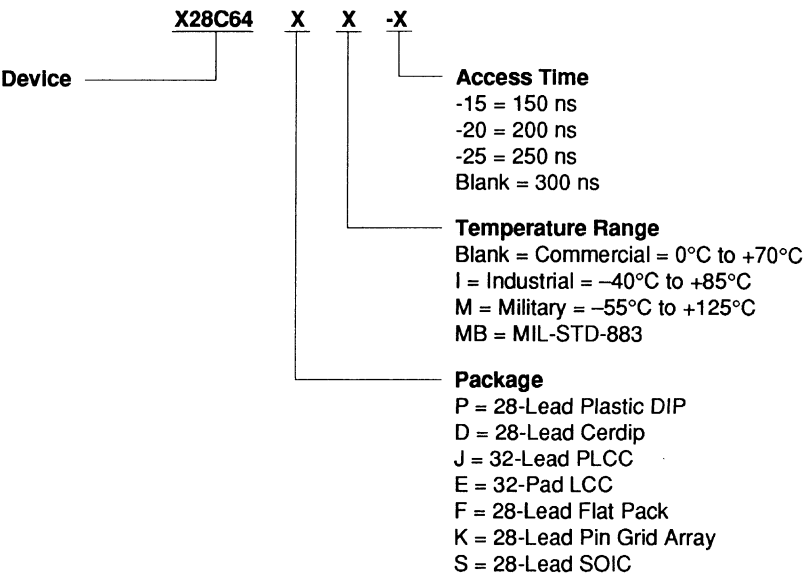 X28C64 X X -X
Device
Access Time
-15 = 150 ns
-20 = 200 ns
-25 = 250 ns
Blank = 300 ns
Temperature Range
Blank = Commercial = 0°C to +70°C
I = Industrial = –40°C to +85°C
M = Military = –55°C to +125°C
MB = MIL-STD-883
Package
P = 28-Lead Plastic DIP
D = 28-Lead Cerdip
J = 32-Lead PLCC
E = 32-Pad LCC
F = 28-Lead Flat Pack
K = 28-Lead Pin Grid Array
S = 28-Lead SOIC